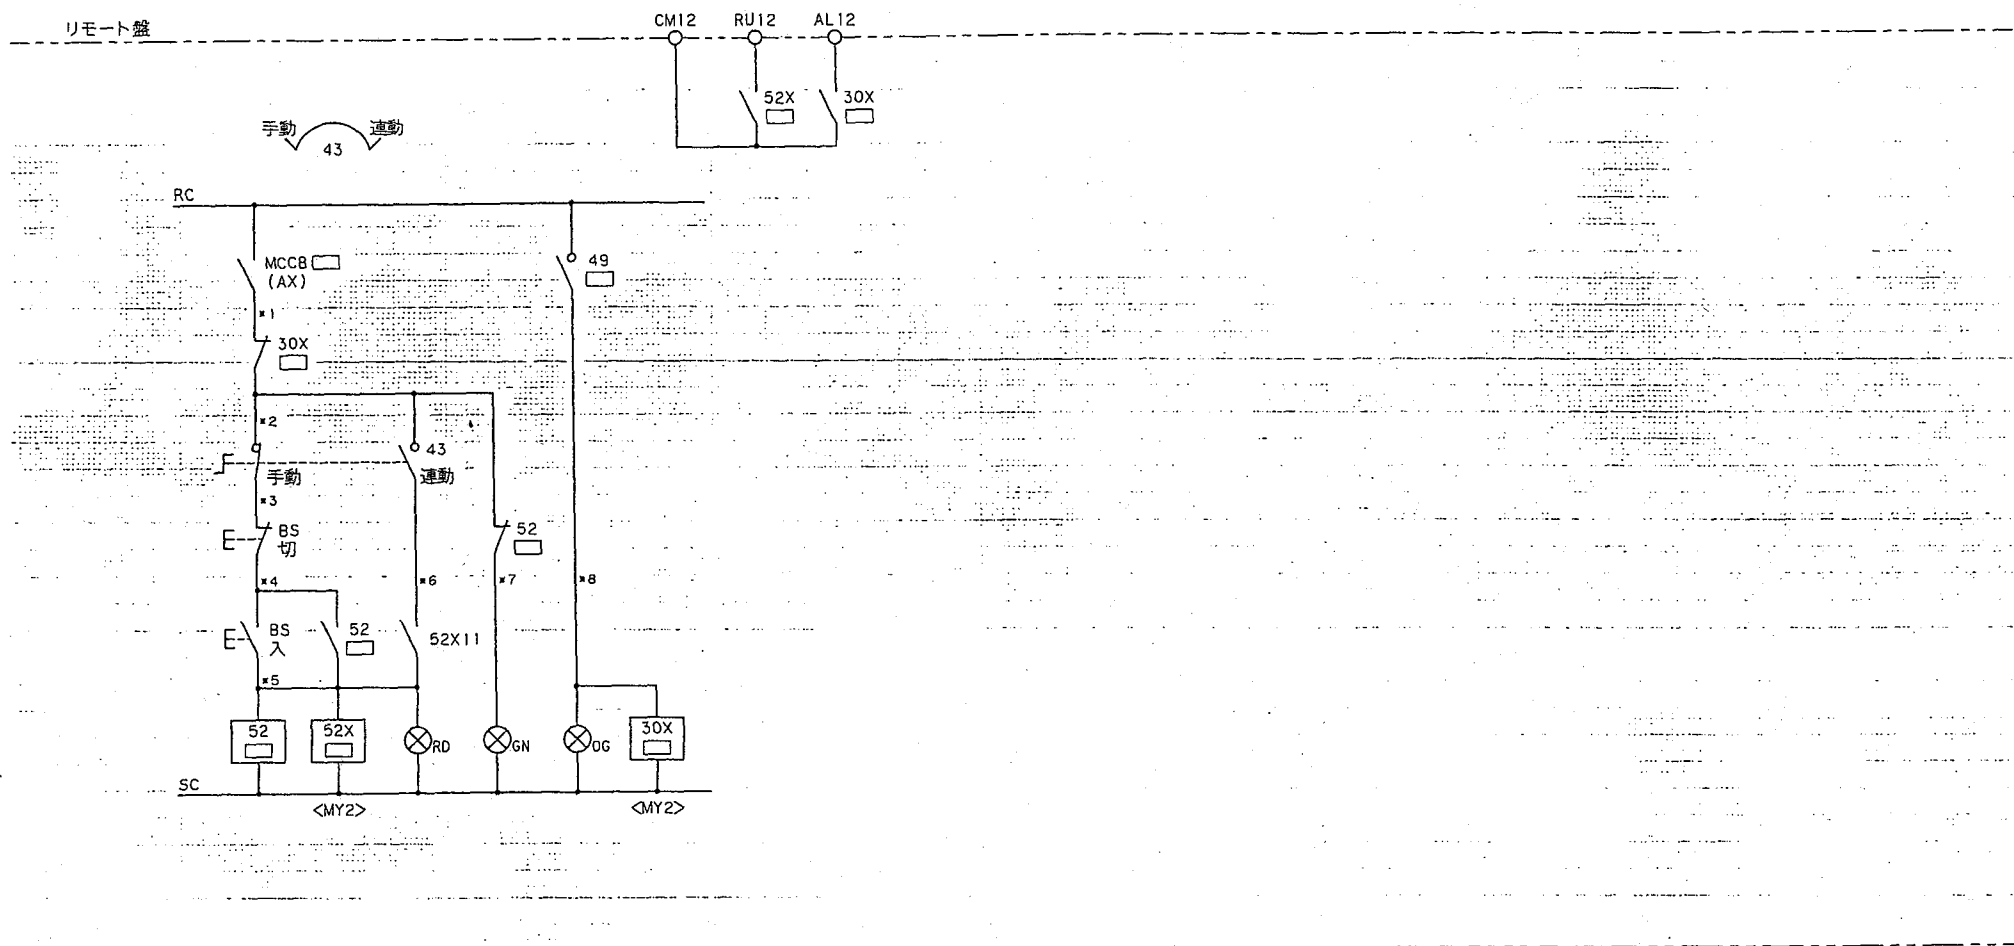 リモート盤
CM12 RU12 AL12
52X 30X
手動 連動
43
RC
MCCB
(AX)
49
*1
30X
*2
43
手動 連動
*3
BS
切
52
*4 *6 *7 *8
BS
入
52
52X11
*5
52 52X RD GN OG 30X
SC
<MY2> <MY2>